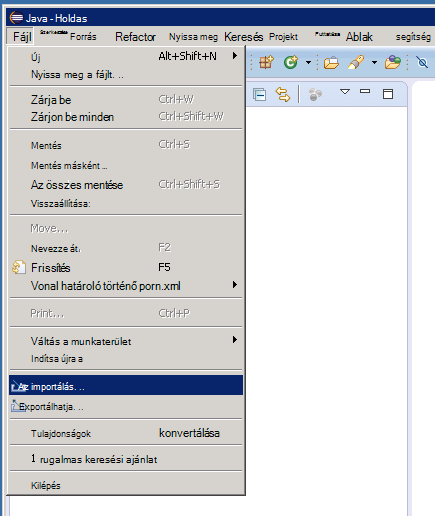 Java - Holdas
Fájl Szerkesztése Forrás Refactor Nyissa meg Keresés Projekt Futtatása Ablak segítség
Új Alt+Shift+N
Nyissa meg a fájlt. ..
Zárja be Ctrl+W
Zárjon be minden Ctrl+Shift+W
Mentés Ctrl+S
Mentés másként ..
Az összes mentése Ctrl+Shift+S
Visszaállítása:
Move...
Nevezze át. F2
Frissítés F5
Vonal határoló történő porn.xml
Print... Ctrl+P
Váltás a munkaterület
Indítsa újra a
Az importálás. ..
Exportálhatja. ..
Tulajdonságok konvertálása
1 rugalmas keresési ajánlat
Kilépés